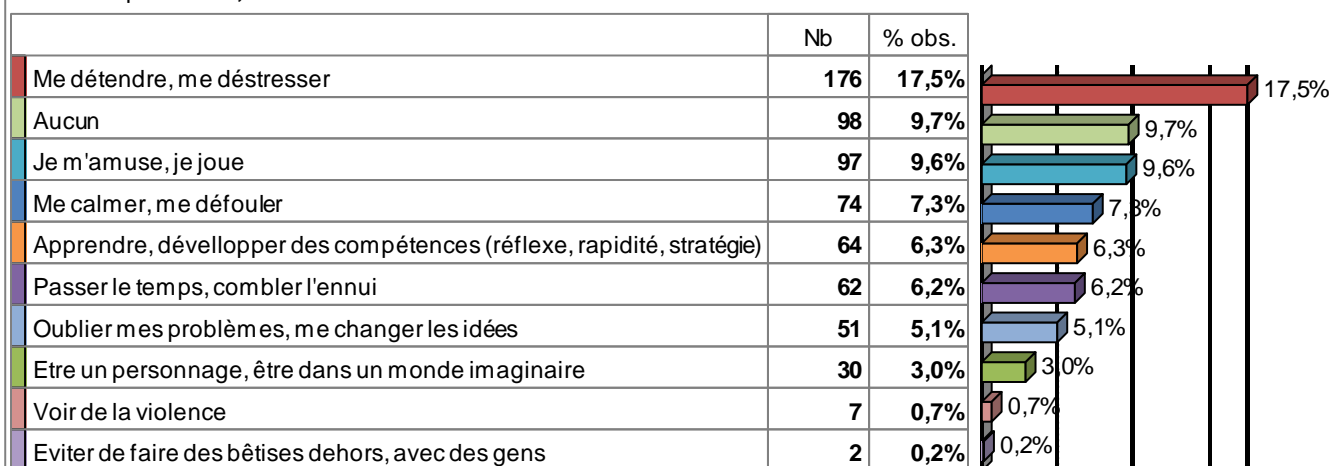 Nb % obs.
Me détendre, me déstresser 176 17,5% 17,5%
Aucun 98 9,7% 9,7%
Je m'amuse, je joue 97 9,6% 9,6%
Me calmer, me défouler 74 7,3% 7,3%
Apprendre, dévellopper des compétences (réflexe, rapidité, stratégie) 64 6,3% 6,3%
Passer le temps, combler l'ennui 62 6,2% 6,2%
Oublier mes problèmes, me changer les idées 51 5,1% 5,1%
Etre un personnage, être dans un monde imaginaire 30 3,0% 3,0%
Voir de la violence 7 0,7% 0,7%
Eviter de faire des bêtises dehors, avec des gens 2 0,2% 0,2%